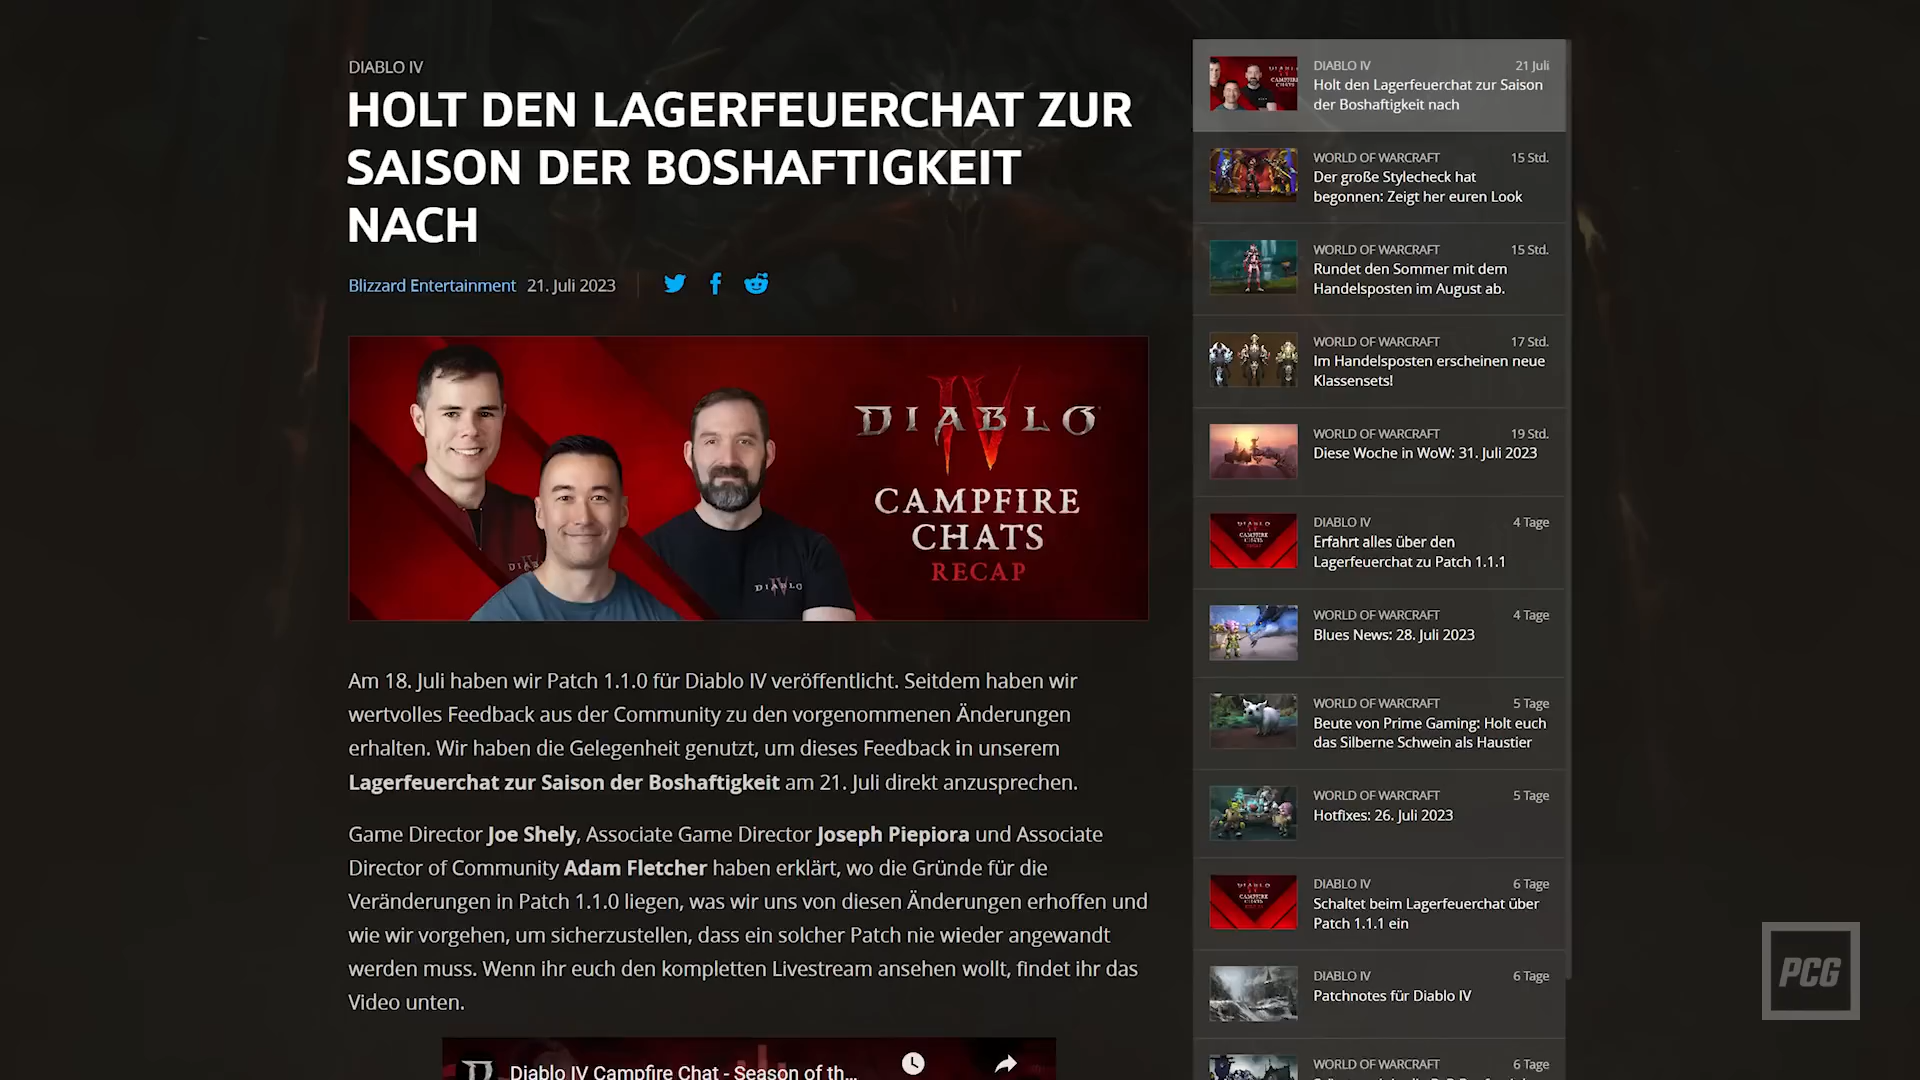 DIABLO IV
HOLT DEN LAGERFEUERCHAT ZUR
SAISON DER BOSHAFTIGKEIT
NACH
Blizzard Entertainment 21. Juli 2023
DIABLO
IV
CAMPFIRE
CHATS
RECAP
DIABLO
IV
Am 18. Juli haben wir Patch 1.1.0 für Diablo IV veröffentlicht. Seitdem haben wir
wertvolles Feedback aus der Community zu den vorgenommenen Änderungen
erhalten. Wir haben die Gelegenheit genutzt, um dieses Feedback in unserem
Lagerfeuerchat zur Saison der Boshaftigkeit am 21. Juli direkt anzusprechen.
Game Director Joe Shely, Associate Game Director Joseph Piepiora und Associate
Director of Community Adam Fletcher haben erklärt, wo die Gründe für die
Veränderungen in Patch 1.1.0 liegen, was wir uns von diesen Änderungen erhoffen und
wie wir vorgehen, um sicherzustellen, dass ein solcher Patch nie wieder angewandt
werden muss. Wenn ihr euch den kompletten Livestream ansehen wollt, findet ihr das
Video unten.
Diablo IV Campfire Chat - Season of th...
DIABLO IV 21 Juli
Holt den Lagerfeuerchat zur Saison
der Boshaftigkeit nach
WORLD OF WARCRAFT 15 Std.
Der große Stylecheck hat
begonnen: Zeigt her euren Look
WORLD OF WARCRAFT 15 Std.
Rundet den Sommer mit dem
Handelsposten im August ab.
WORLD OF WARCRAFT 17 Std.
Im Handelsposten erscheinen neue
Klassensets!
WORLD OF WARCRAFT 19 Std.
Diese Woche in WoW: 31. Juli 2023
DIABLO IV 4 Tage
Erfahrt alles über den
Lagerfeuerchat zu Patch 1.1.1
WORLD OF WARCRAFT 4 Tage
Blues News: 28. Juli 2023
WORLD OF WARCRAFT 5 Tage
Beute von Prime Gaming: Holt euch
das Silberne Schwein als Haustier
WORLD OF WARCRAFT 5 Tage
Hotfixes: 26. Juli 2023
DIABLO IV 6 Tage
Schaltet beim Lagerfeuerchat über
Patch 1.1.1 ein
DIABLO IV 6 Tage
Patchnotes für Diablo IV
WORLD OF WARCRAFT 6 Tage
PCG